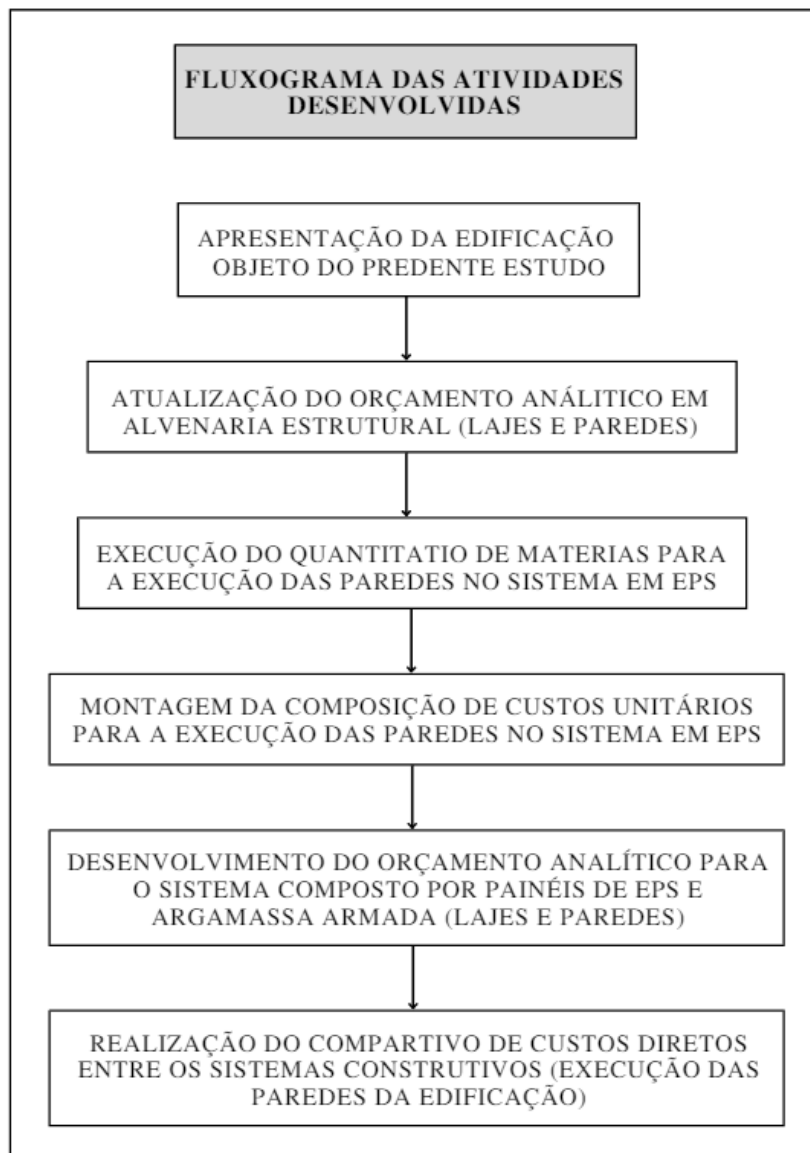 FLUXOGRAMA DAS ATIVIDADES
DESENVOLVIDAS
APRESENTAÇÃO DA EDIFICAÇÃO
OBJETO DO PREDENTE ESTUDO
ATUALIZAÇÃO DO ORÇAMENTO ANÁLITICO EM
ALVENARIA ESTRUTURAL (LAJES E PAREDES)
EXECUÇÃO DO QUANTITATIO DE MATERIAS PARA
A EXECUÇÃO DAS PAREDES NO SISTEMA EM EPS
MONTAGEM DA COMPOSIÇÃO DE CUSTOS UNITÁRIOS
PARA A EXECUÇÃO DAS PAREDES NO SISTEMA EM EPS
DESENVOLVIMENTO DO ORÇAMENTO ANALÍTICO PARA
O SISTEMA COMPOSTO POR PAINÉIS DE EPS E
ARGAMASSA ARMADA (LAJES E PAREDES)
REALIZAÇÃO DO COMPARTIVO DE CUSTOS DIRETOS
ENTRE OS SISTEMAS CONSTRUTIVOS (EXECUÇÃO DAS
PAREDES DA EDIFICAÇÃO)